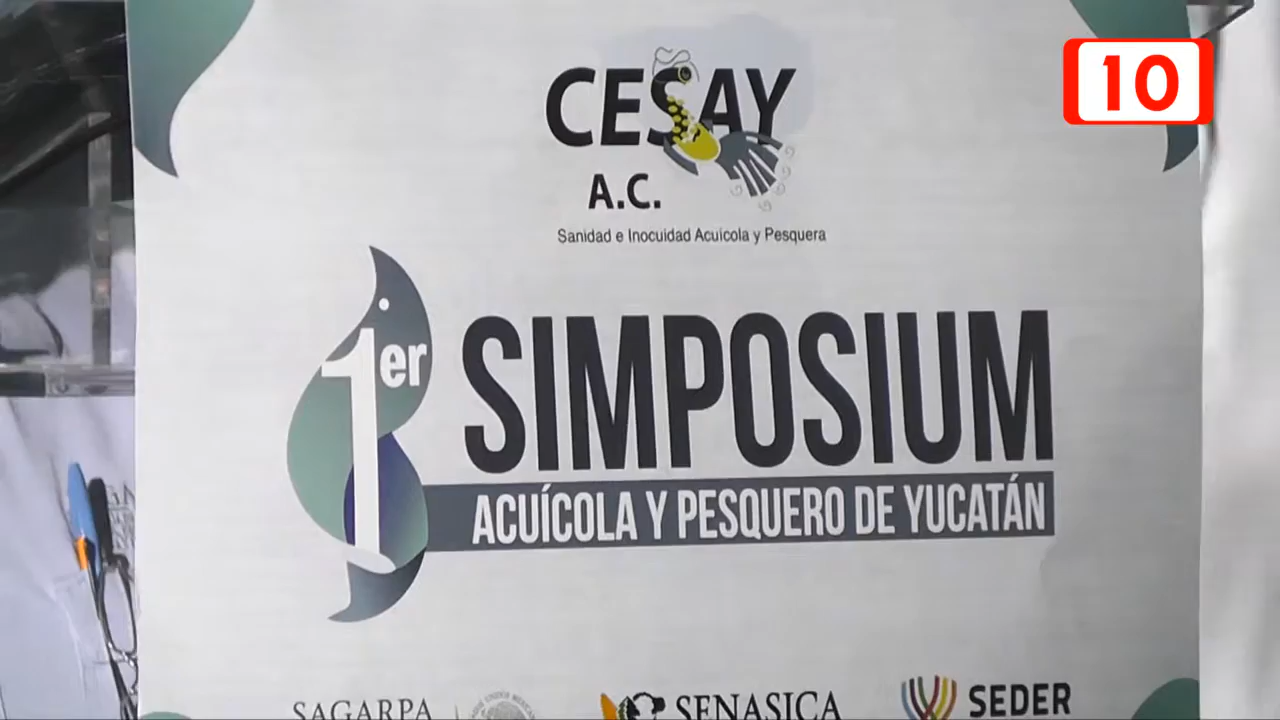 10
CESAY
A.C.
Sanidad e Inocuidad Acuícola y Pesquera
1er
SIMPOSIUM
ACUÍCOLA Y PESQUERO DE YUCATÁN
SAGARPA
SENASICA
SEDER